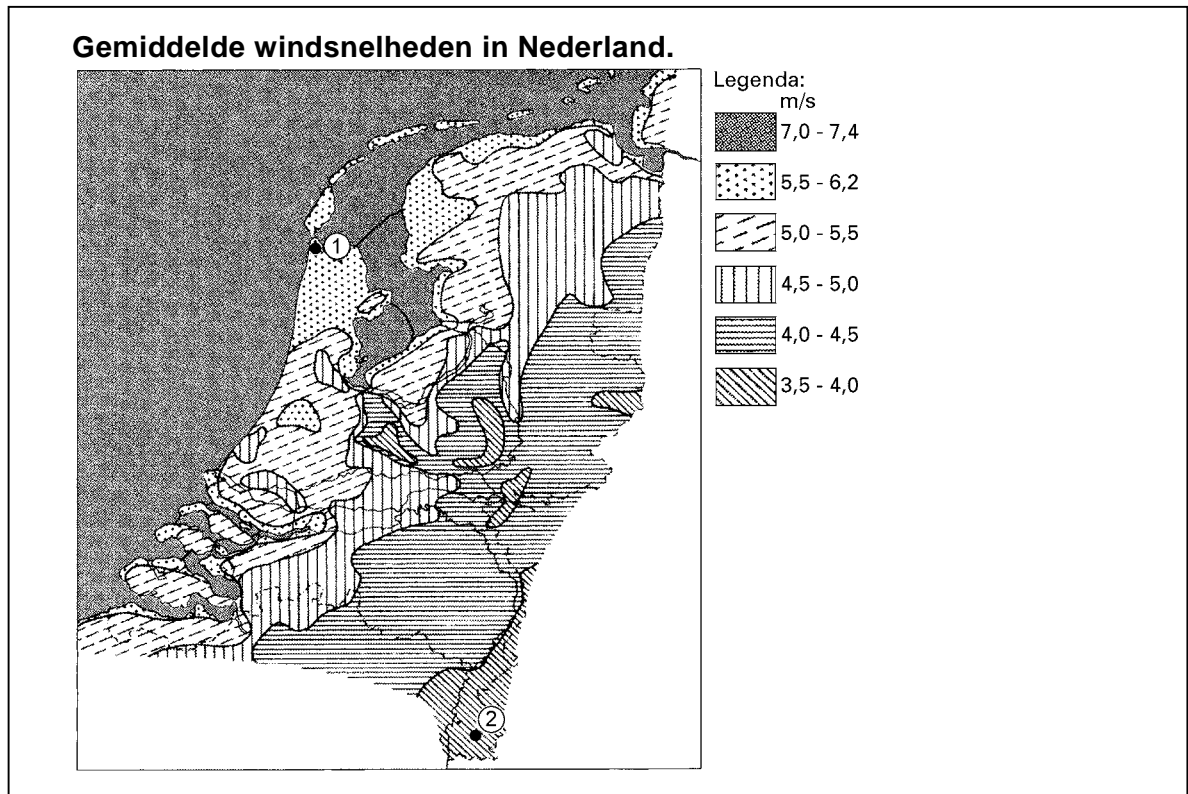 Gemiddelde windsnelheden in Nederland.
Legenda:
m/s
7,0 - 7,4
5,5 - 6,2
5,0 - 5,5
4,5 - 5,0
4,0 - 4,5
3,5 - 4,0
1
2